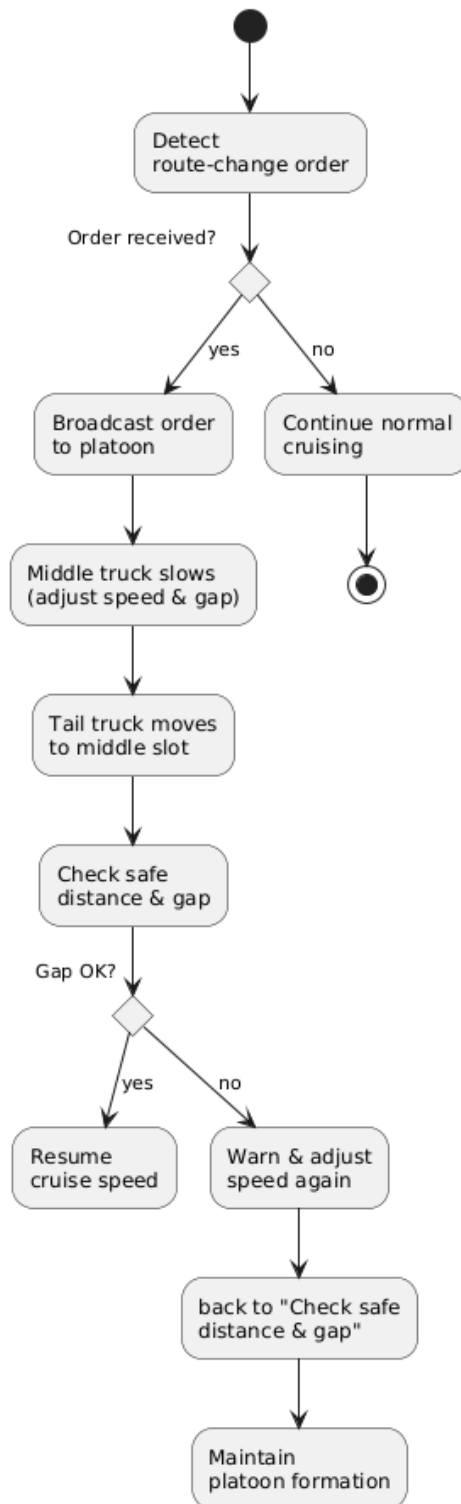 Detect
route-change order
Order received?
yes
no
Broadcast order
to platoon
Continue normal
cruising
Middle truck slows
(adjust speed & gap)
Tail truck moves
to middle slot
Check safe
distance & gap
Gap OK?
yes
no
Resume
cruise speed
Warn & adjust
speed again
back to "Check safe
distance & gap"
Maintain
platoon formation